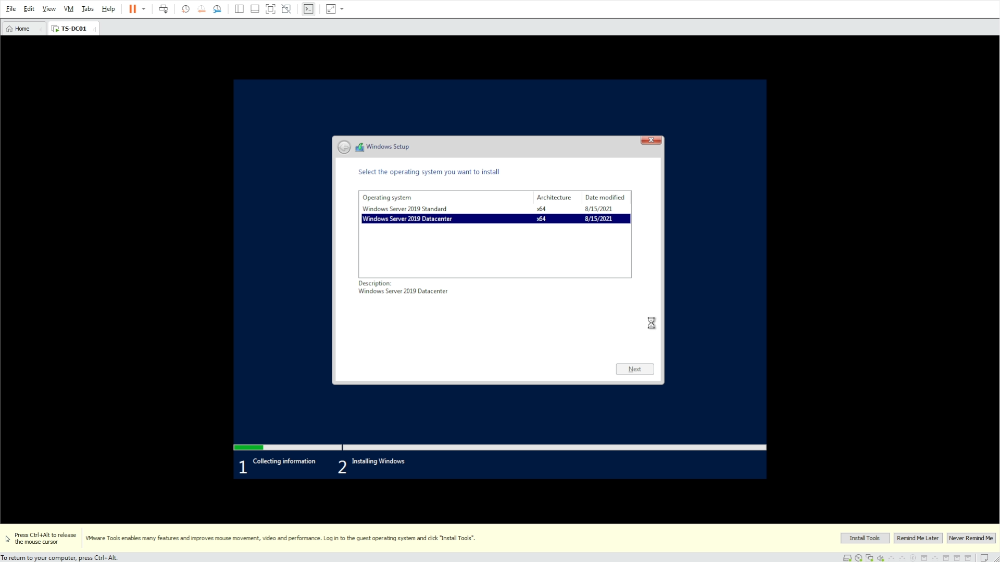 File Edit View VM Tabs Help
Home TS-DC01
Windows Setup
Select the operating system you want to install
Operating system Architecture Date modified
Windows Server 2019 Standard x64 8/15/2021
Windows Server 2019 Datacenter x64 8/15/2021
Description:
Windows Server 2019 Datacenter
Next
1 Collecting information 2 Installing Windows
Press Ctrl+Alt to release
the mouse cursor
VMware Tools enables many features and improves mouse movement, video and performance. Log in to the guest operating system and click "Install Tools".
Install Tools Remind Me Later Never Remind Me
To return to your computer, press Ctrl+Alt.